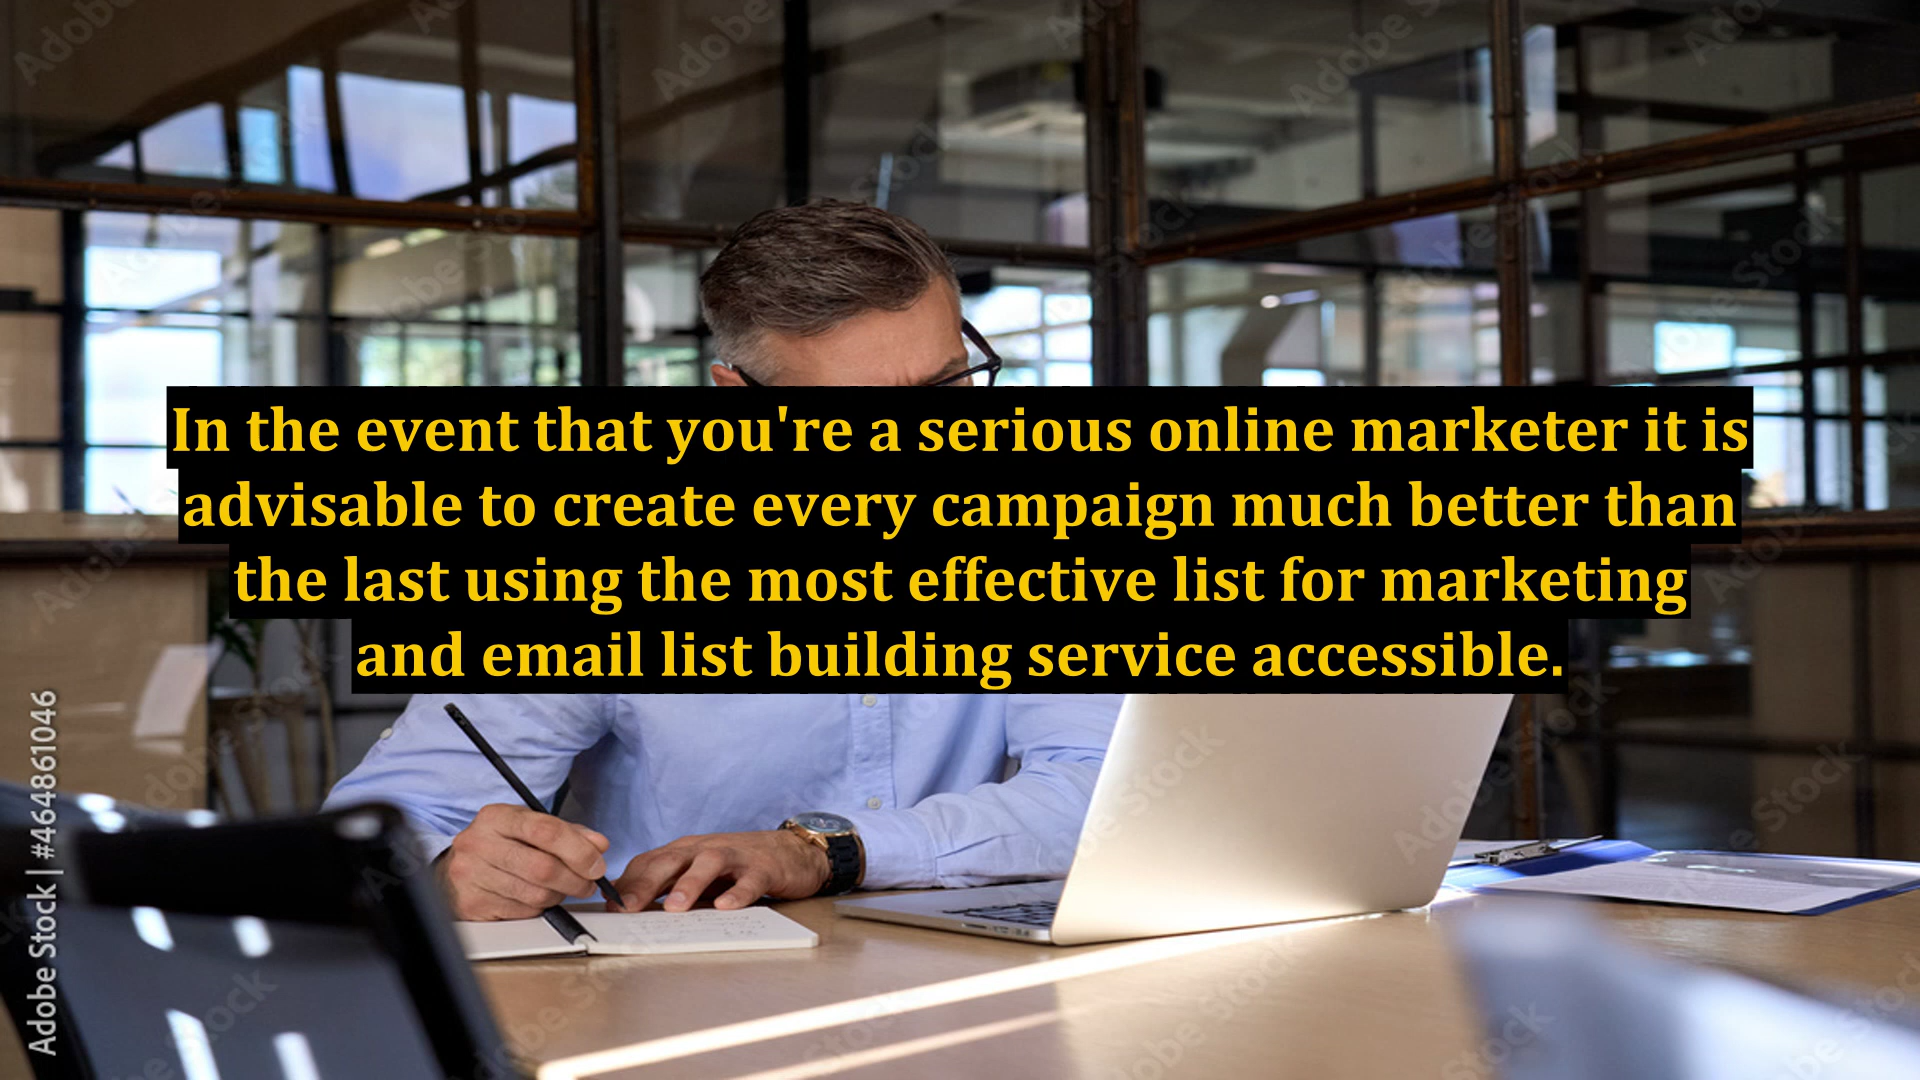 In the event that you're a serious online marketer it is
advisable to create every campaign much better than
the last using the most effective list for marketing
and email list building service accessible.
Adobe Stock | #464861046